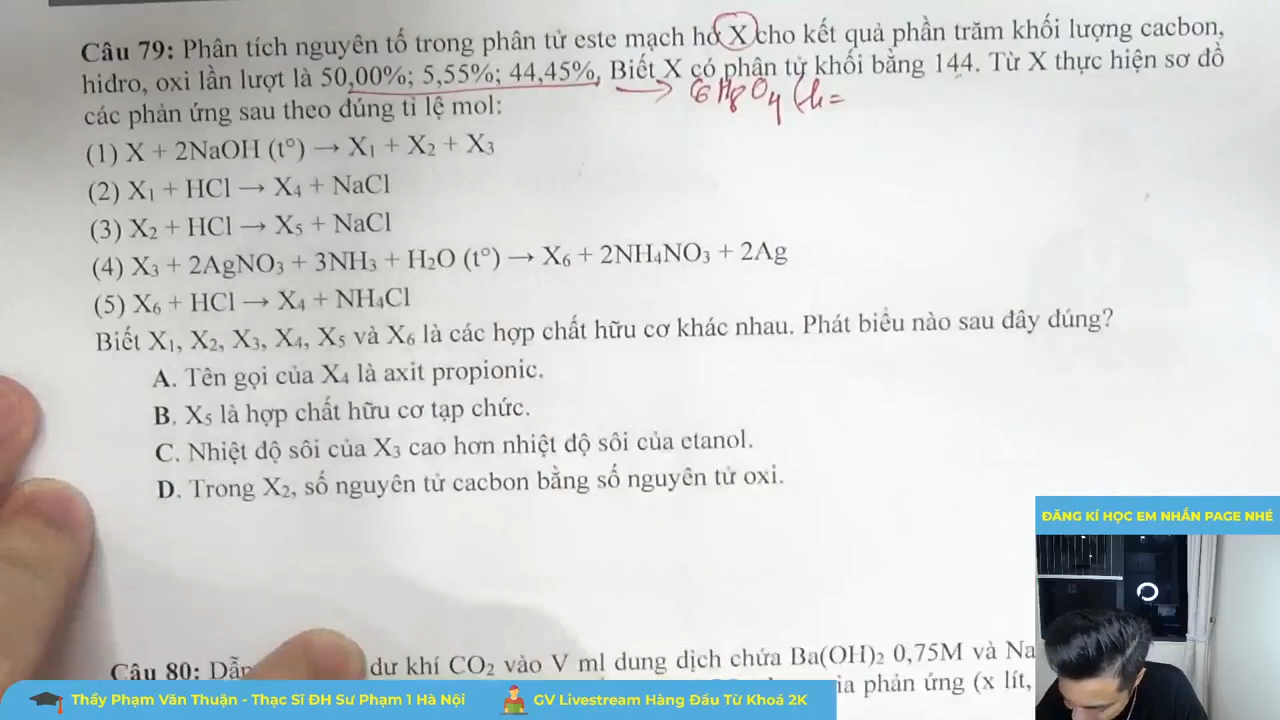 Câu 79: Phân tích nguyên tố trong phân tử este mạch hở X cho kết quả phần trăm khối lượng cacbon,
hiđro, oxi lần lượt là 50,00%; 5,55%; 44,45%. Biết X có phân tử khối bằng 144. Từ X thực hiện sơ đồ
C6H8O4 (k=
các phản ứng sau theo đúng tỉ lệ mol:
(1) X + 2NaOH (t°) → X₁ + X₂ + X₃
(2) X₁ + HCl → X₄ + NaCl
(3) X₂ + HCl → X₅ + NaCl
(4) X₃ + 2AgNO₃ + 3NH₃ + H₂O (t°) → X₆ + 2NH₄NO₃ + 2Ag
(5) X₆ + HCl → X₄ + NH₄Cl
Biết X₁, X₂, X₃, X₄, X₅ và X₆ là các hợp chất hữu cơ khác nhau. Phát biểu nào sau đây đúng?
A. Tên gọi của X₄ là axit propionic.
B. X₅ là hợp chất hữu cơ tạp chức.
C. Nhiệt độ sôi của X₃ cao hơn nhiệt độ sôi của etanol.
D. Trong X₂, số nguyên tử cacbon bằng số nguyên tử oxi.
ĐĂNG KÍ HỌC EM NHẮN PAGE NHÉ
Câu 80: Dẫn dư khí CO₂ vào V ml dung dịch chứa Ba(OH)₂ 0,75M và Na
ia phản ứng (x lít,
Thầy Phạm Văn Thuận - Thạc Sĩ ĐH Sư Phạm 1 Hà Nội
GV Livestream Hàng Đầu Từ Khoá 2K